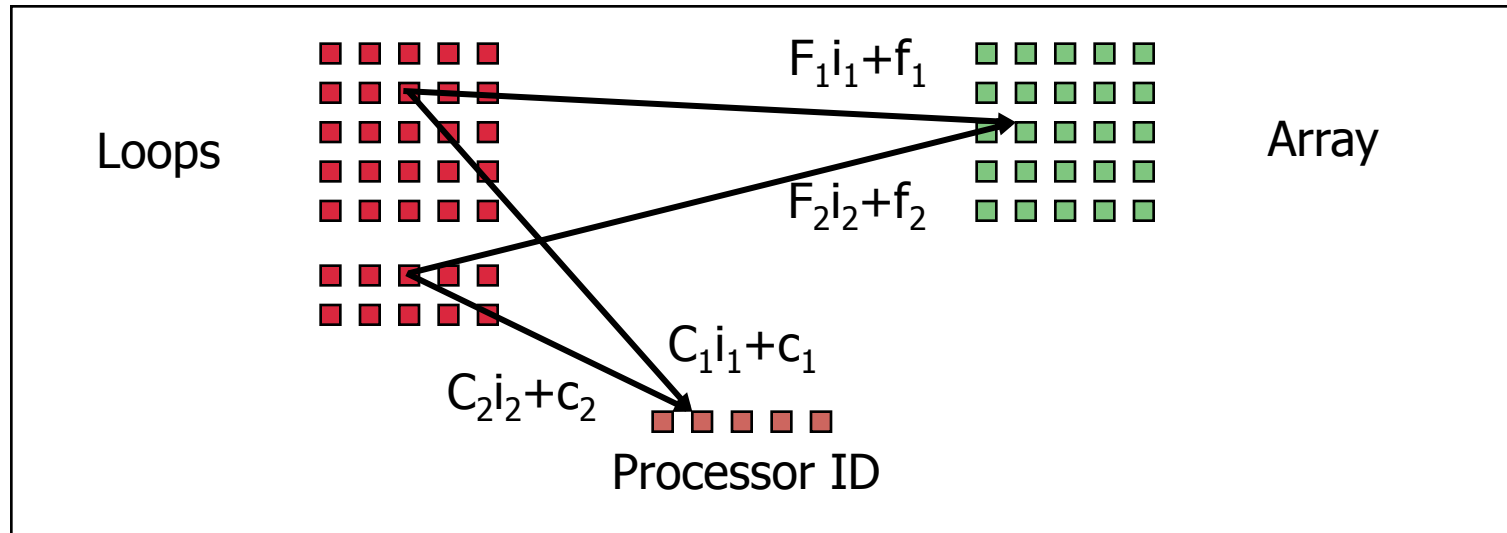 F₁i₁+f₁
Loops
Array
F₂i₂+f₂
C₁i₁+c₁
C₂i₂+c₂
Processor ID